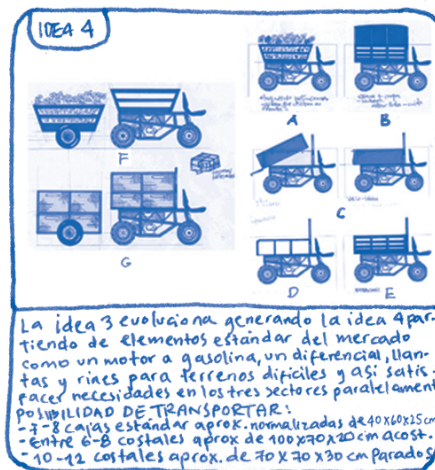 IDEA 4
A
B
F
C
G
D
E
La idea 3 evoluciona generando la idea 4 par-
tiendo de elementos estándar del mercado
como un motor a gasolina, un diferencial, llan-
tas y rines para terrenos difíciles y así satis-
facer necesidades en los tres sectores paralelament
POSIBILIDAD DE TRANSPORTAR:
-7-8 cajas estándar aprox. normalizadas de 40x60x25cm
-Entre 6-8 costales aprox de 100x70x20cm acost.
-10-12 costales aprox. de 70x70x30 cm parados